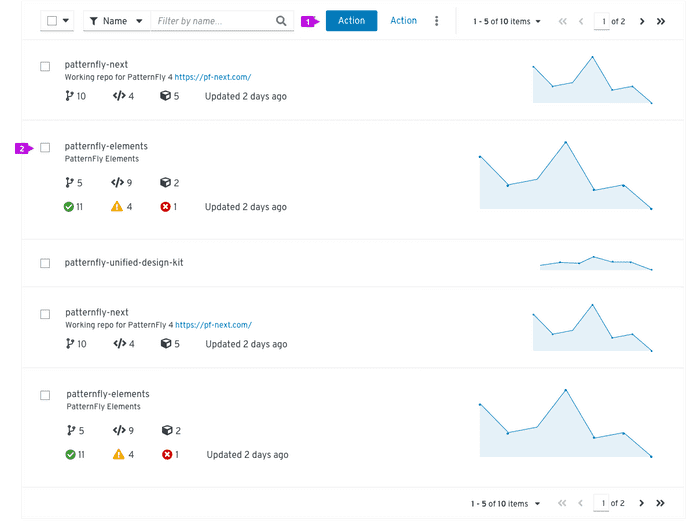 Name Filter by name... 1 Action Action 1 - 5 of 10 items 1 of 2
patternfly-next
Working repo for PatternFly 4 https://pf-next.com/
10 4 5 Updated 2 days ago
2 patternfly-elements
PatternFly Elements
5 9 2
11 4 1 Updated 2 days ago
patternfly-unified-design-kit
patternfly-next
Working repo for PatternFly 4 https://pf-next.com/
10 4 5 Updated 2 days ago
patternfly-elements
PatternFly Elements
5 9 2
11 4 1 Updated 2 days ago
1 - 5 of 10 items 1 of 2